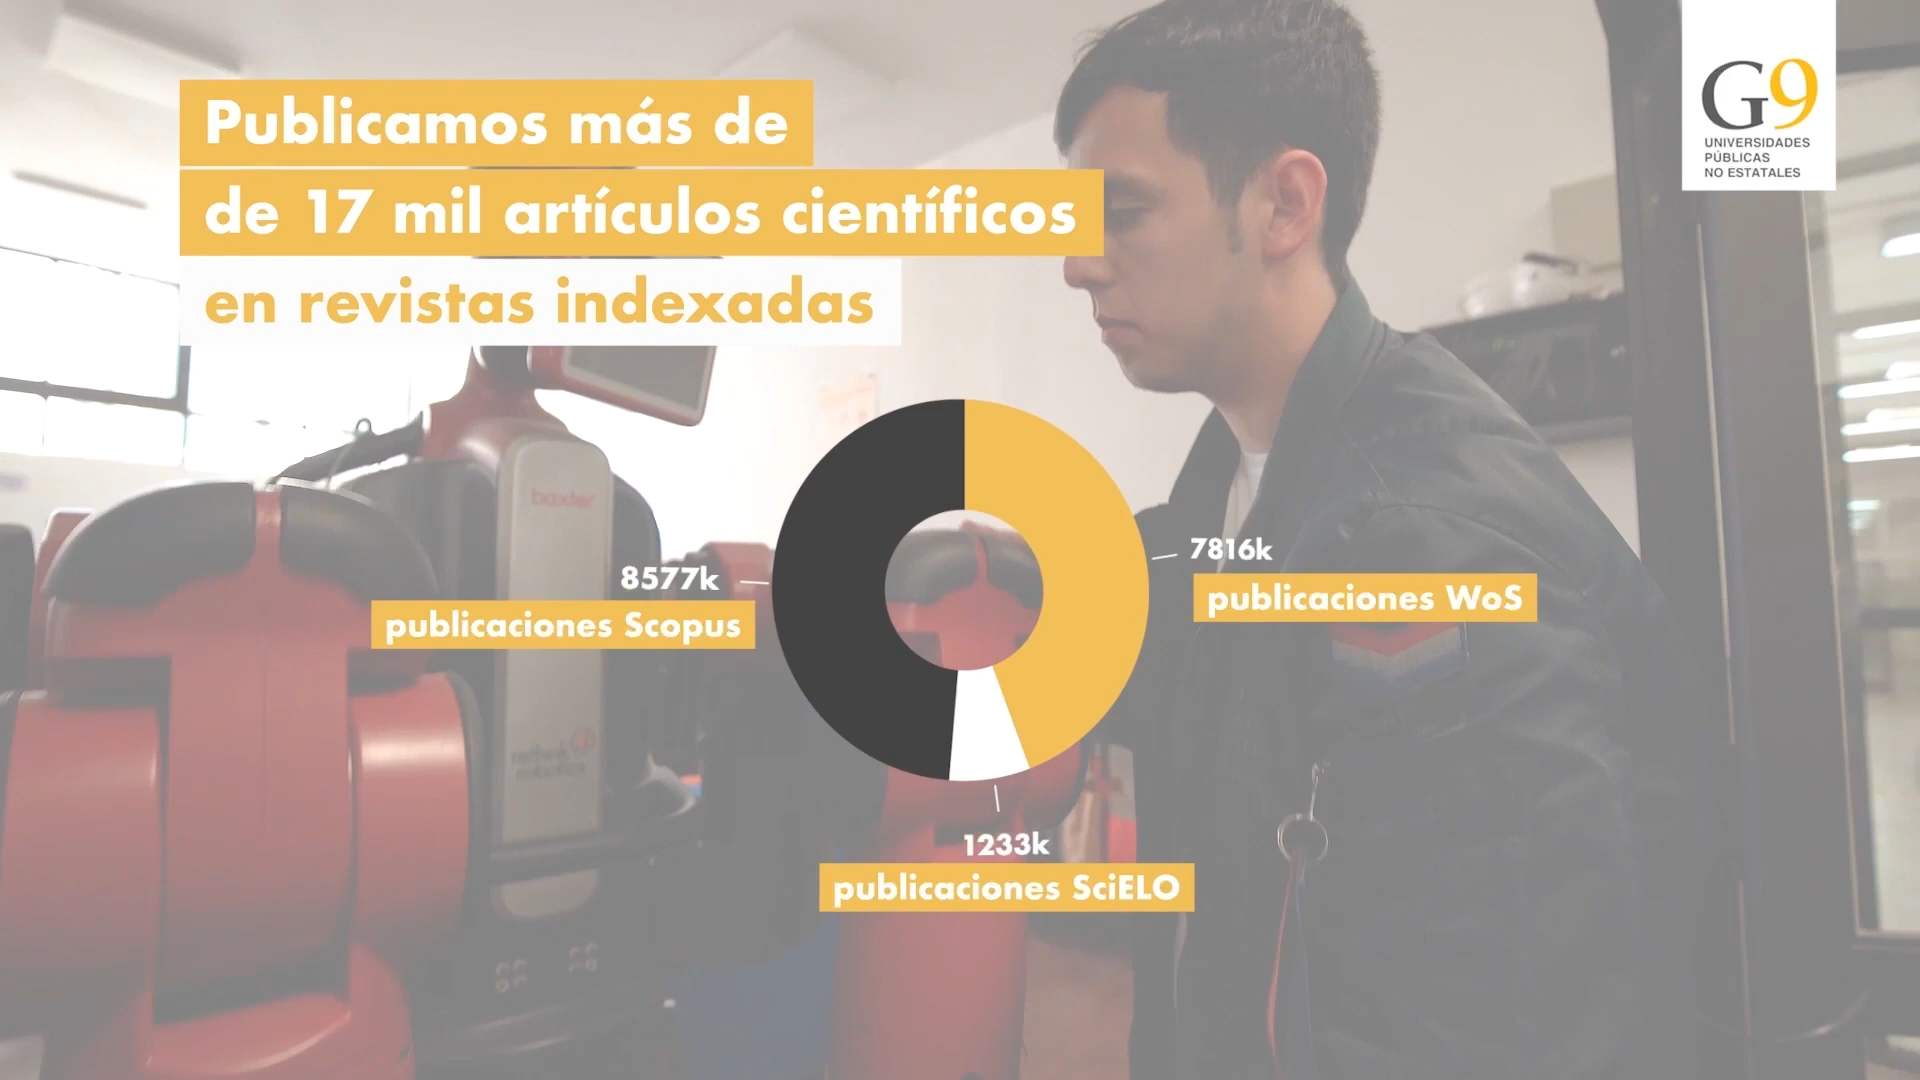 Publicamos más de
de 17 mil artículos científicos
en revistas indexadas
G9
UNIVERSIDADES
PÚBLICAS
NO ESTATALES
baxter
7816k
publicaciones WoS
8577k
publicaciones Scopus
rethink
robotics
1233k
publicaciones SciELO